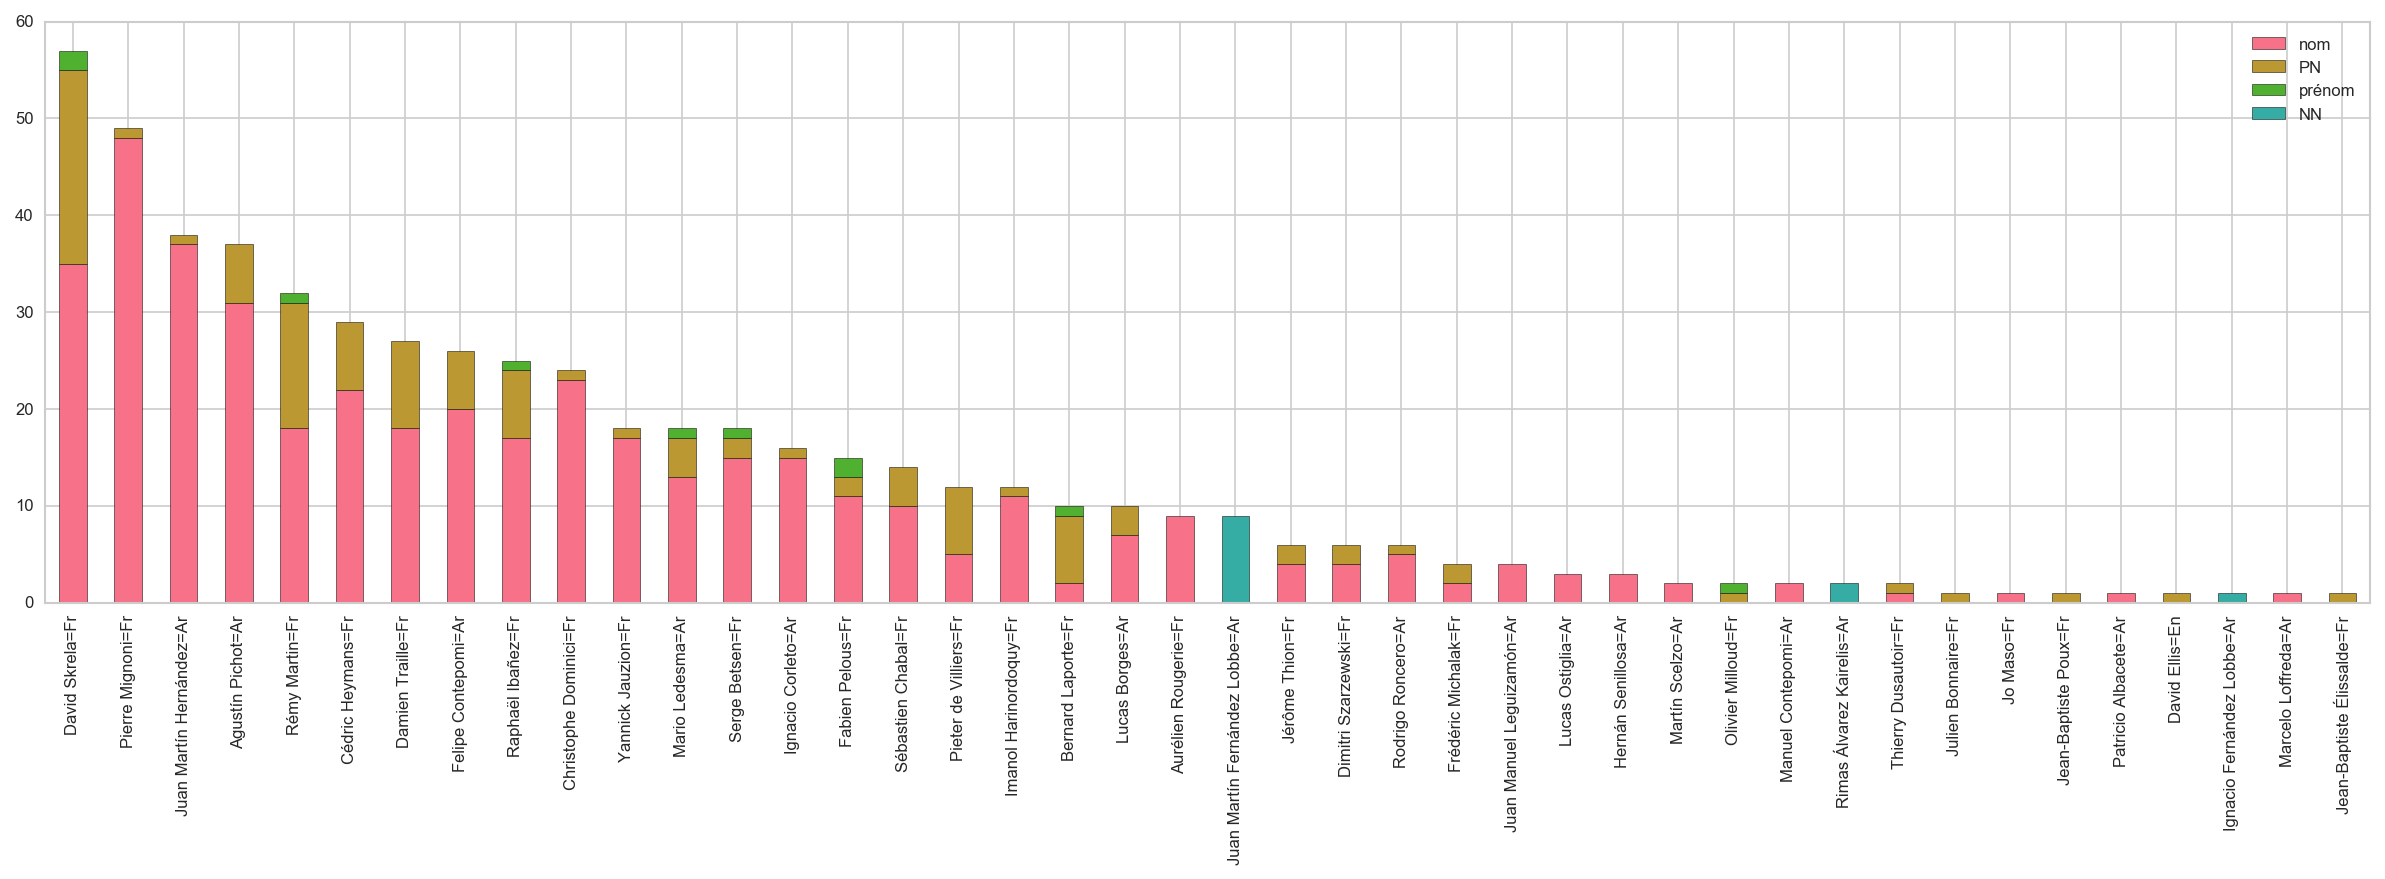 60
50
40
30
20
10
0
nom
PN
prénom
NN
David Skrela=Fr
Pierre Mignoni=Fr
Juan Martín Hernández=Ar
Agustín Pichot=Ar
Rémy Martin=Fr
Cédric Heymans=Fr
Damien Traille=Fr
Felipe Contepomi=Ar
Raphaël Ibañez=Fr
Christophe Dominici=Fr
Yannick Jauzion=Fr
Mario Ledesma=Ar
Serge Betsen=Fr
Ignacio Corleto=Ar
Fabien Pelous=Fr
Sébastien Chabal=Fr
Pieter de Villiers=Fr
Imanol Harinordoquy=Fr
Bernard Laporte=Fr
Lucas Borges=Ar
Aurélien Rougerie=Fr
Juan Martín Fernández Lobbe=Ar
Jérôme Thion=Fr
Dimitri Szarzewski=Fr
Rodrigo Roncero=Ar
Frédéric Michalak=Fr
Juan Manuel Leguizamón=Ar
Lucas Ostiglia=Ar
Hernán Senillosa=Ar
Martín Scelzo=Ar
Olivier Milloud=Fr
Manuel Contepomi=Ar
Rimas Álvarez Kairelis=Ar
Thierry Dusautoir=Fr
Julien Bonnaire=Fr
Jo Maso=Fr
Jean-Baptiste Poux=Fr
Patricio Albacete=Ar
David Ellis=En
Ignacio Fernández Lobbe=Ar
Marcelo Loffreda=Ar
Jean-Baptiste Élissalde=Fr